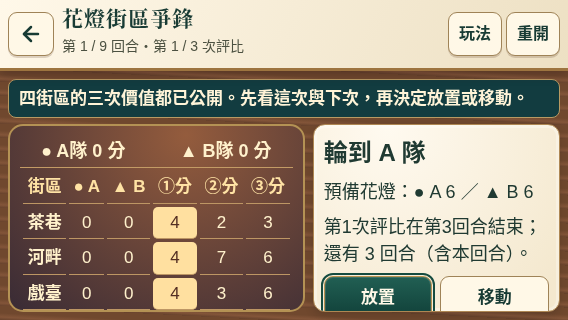 花燈街區爭鋒
第 1 / 9 回合・第 1 / 3 次評比
玩法
重開
四街區的三次價值都已公開。先看這次與下次，再決定放置或移動。
● A隊 0 分 ▲ B隊 0 分
街區 ● A ▲ B ①分 ②分 ③分
茶巷 0 0 4 2 3
河畔 0 0 4 7 6
戲臺 0 0 4 3 6
輪到 A 隊
預備花燈：● A 6 ／ ▲ B 6
第1次評比在第3回合結束；
還有 3 回合（含本回合）。
放置
移動